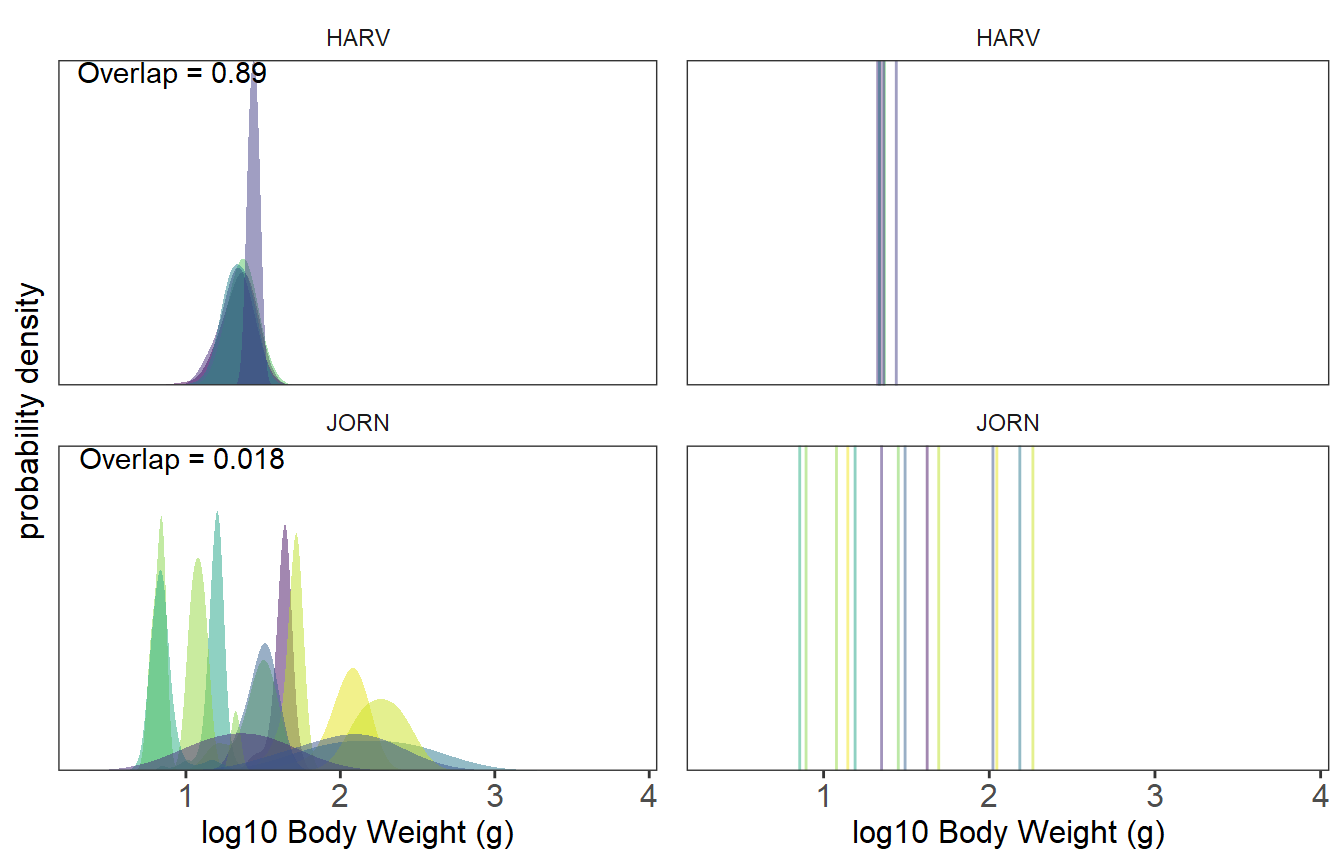 HARV
HARV
Overlap = 0.89
probability density
JORN
JORN
Overlap = 0.018
1 2 3 4
1 2 3 4
log10 Body Weight (g)
log10 Body Weight (g)